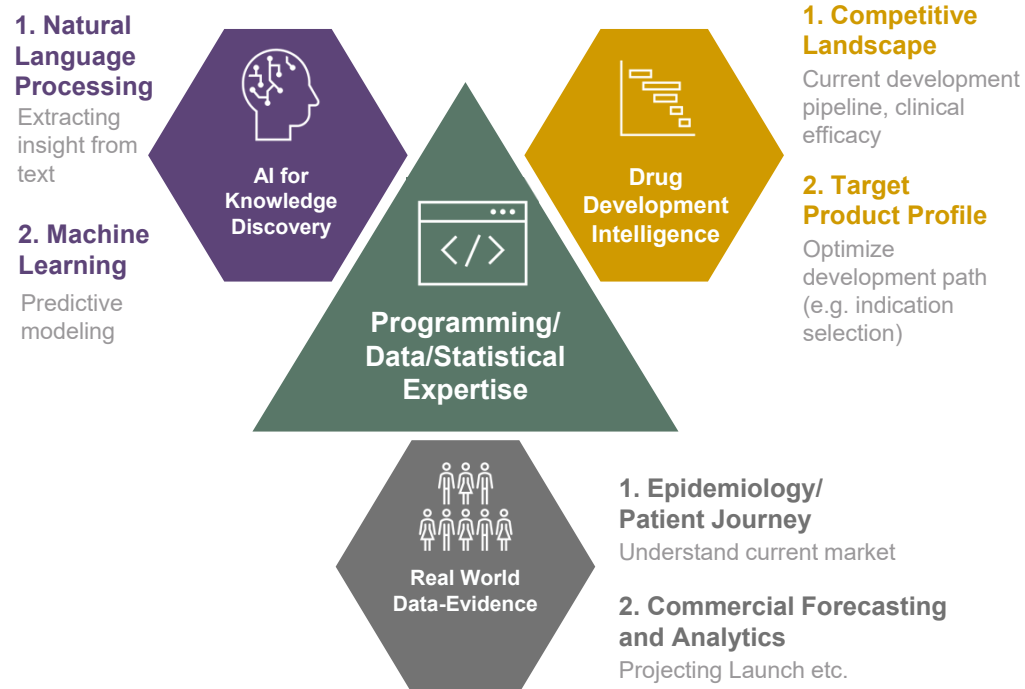 1. Natural
Language
Processing
Extracting
insight from
text
2. Machine
Learning
Predictive
modeling
AI for
Knowledge
Discovery
</>
Programming/
Data/Statistical
Expertise
Drug
Development
Intelligence
1. Competitive
Landscape
Current development
pipeline, clinical
efficacy
2. Target
Product Profile
Optimize
development path
(e.g. indication
selection)
Real World
Data-Evidence
1. Epidemiology/
Patient Journey
Understand current market
2. Commercial Forecasting
and Analytics
Projecting Launch etc.